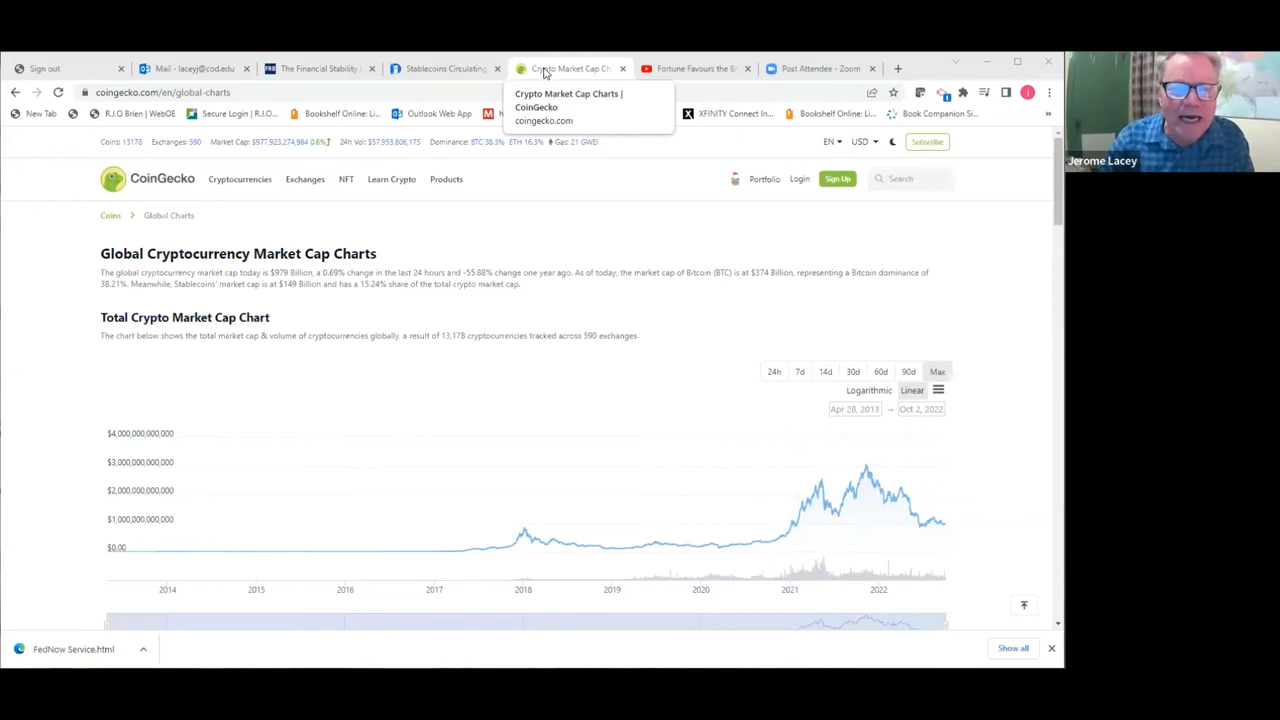 Sign out
Mail - laceyj@cod.edu
The Financial Stability
Stablecoins Circulating
Crypto Market Cap Ch
Fortune Favours the Br
Post Attendee - Zoom
coingecko.com/en/global-charts
Crypto Market Cap Charts |
CoinGecko
coingecko.com
New Tab
R.J O Brien | WebCE
Secure Login | R.J.O...
Bookshelf Online: Li...
Outlook Web App
XFINITY Connect In...
Bookshelf Online: Li...
Book Companion Si...
»
Coins: 13178 Exchanges: 590 Market Cap: $977,923,274,984 0.6% 24h Vol: $57,953,806,175 Dominance: BTC 38.3% ETH 16.3% Gas: 21 GWEI
EN USD Subscribe
CoinGecko Cryptocurrencies Exchanges NFT Learn Crypto Products
Portfolio Login Sign Up Search
Coins > Global Charts
Global Cryptocurrency Market Cap Charts
The global cryptocurrency market cap today is $979 Billion, a 0.69% change in the last 24 hours and -55.88% change one year ago. As of today, the market cap of Bitcoin (BTC) is at $374 Billion, representing a Bitcoin dominance of
38.21%. Meanwhile, Stablecoins' market cap is at $149 Billion and has a 15.24% share of the total crypto market cap.
Total Crypto Market Cap Chart
The chart below shows the total market cap & volume of cryptocurrencies globally, a result of 13,178 cryptocurrencies tracked across 590 exchanges.
24h 7d 14d 30d 60d 90d Max
Logarithmic Linear
Apr 28, 2013 → Oct 2, 2022
$4,000,000,000,000
$3,000,000,000,000
$2,000,000,000,000
$1,000,000,000,000
$0.00
2014 2015 2016 2017 2018 2019 2020 2021 2022
FedNow Service.html
Show all
Jerome Lacey